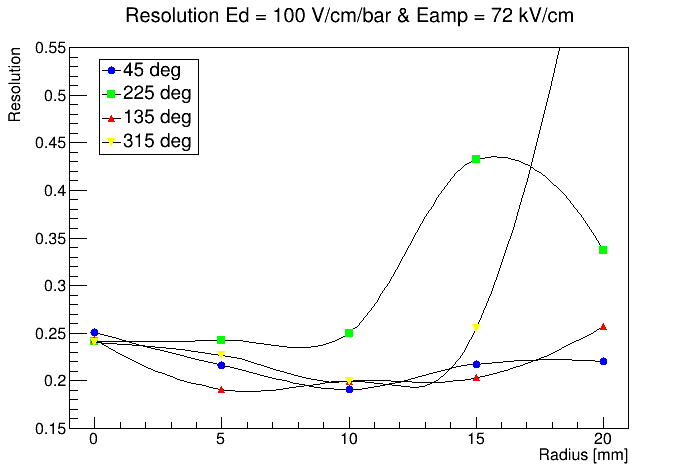 Resolution Ed = 100 V/cm/bar & Eamp = 72 kV/cm
Resolution
0.55
0.5
0.45
0.4
0.35
0.3
0.25
0.2
0.15
45 deg
225 deg
135 deg
315 deg
0 5 10 15 20
Radius [mm]